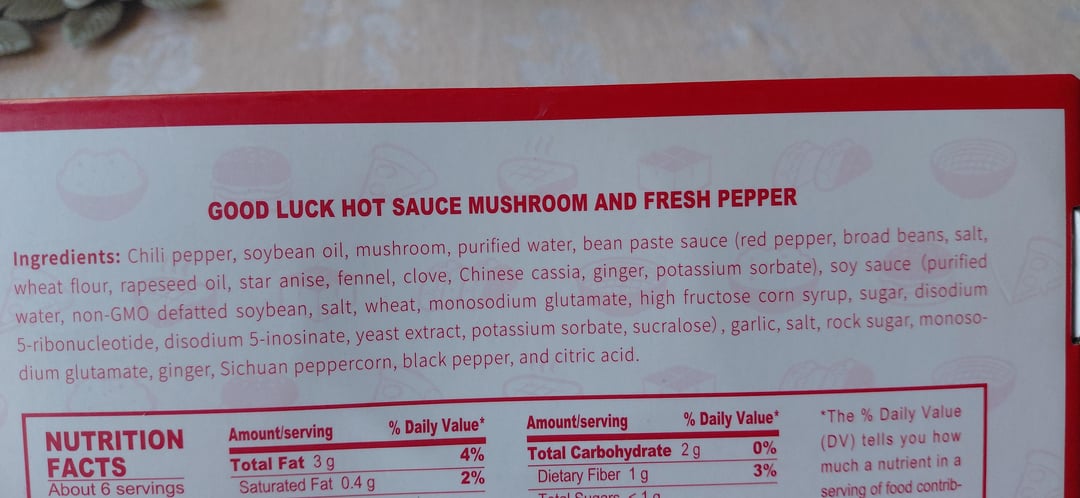 GOOD LUCK HOT SAUCE MUSHROOM AND FRESH PEPPER
Ingredients: Chili pepper, soybean oil, mushroom, purified water, bean paste sauce (red pepper, broad beans, salt,
wheat flour, rapeseed oil, star anise, fennel, clove, Chinese cassia, ginger, potassium sorbate), soy sauce (purified
water, non-GMO defatted soybean, salt, wheat, monosodium glutamate, high fructose corn syrup, sugar, disodium
5-ribonucleotide, disodium 5-inosinate, yeast extract, potassium sorbate, sucralose) , garlic, salt, rock sugar, monoso-
dium glutamate, ginger, Sichuan peppercorn, black pepper, and citric acid.
NUTRITION
FACTS
About 6 servings
Amount/serving % Daily Value*
Total Fat 3 g 4%
Saturated Fat 0.4 g 2%
Amount/serving % Daily Value*
Total Carbohydrate 2 g 0%
Dietary Fiber 1 g 3%
Total Sugars < 1 g
*The % Daily Value
(DV) tells you how
much a nutrient in a
serving of food contrib-